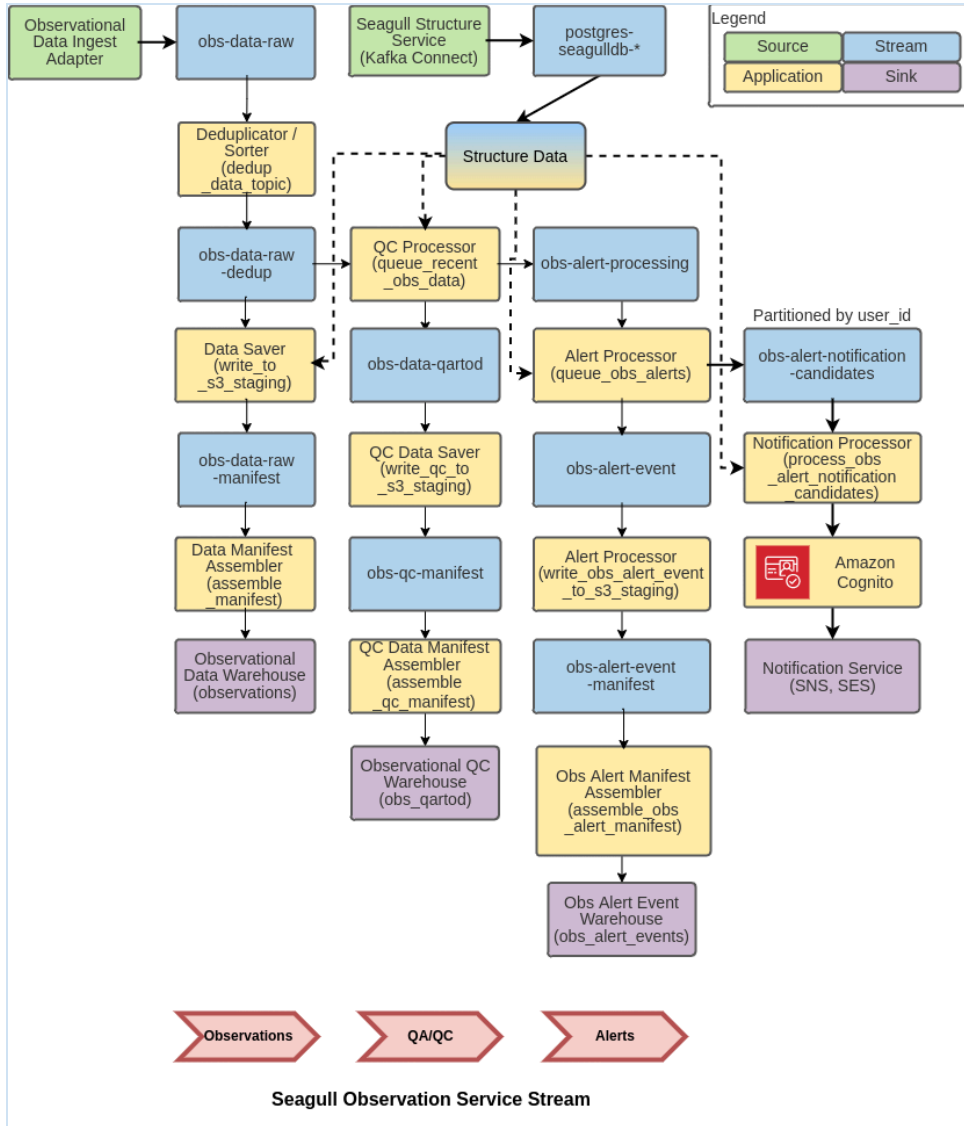 Observational
Data Ingest
Adapter
obs-data-raw
Seagull Structure
Service
(Kafka Connect)
postgres-
seagulldb-*
Legend
Source
Stream
Application
Sink
Deduplicator /
Sorter
(dedup
_data_topic)
Structure Data
obs-data-raw
-dedup
QC Processor
(queue_recent
_obs_data)
obs-alert-processing
Partitioned by user_id
Data Saver
(write_to
_s3_staging)
obs-data-qartod
Alert Processor
(queue_obs_alerts)
obs-alert-notification
-candidates
obs-data-raw
-manifest
QC Data Saver
(write_qc_to
_s3_staging)
obs-alert-event
Notification Processor
(process_obs
_alert_notification
_candidates)
Data Manifest
Assembler
(assemble
_manifest)
obs-qc-manifest
Alert Processor
(write_obs_alert_event
_to_s3_staging)
Amazon
Cognito
Observational
Data Warehouse
(observations)
QC Data Manifest
Assembler
(assemble
_qc_manifest)
obs-alert-event
-manifest
Notification Service
(SNS, SES)
Observational QC
Warehouse
(obs_qartod)
Obs Alert Manifest
Assembler
(assemble_obs
_alert_manifest)
Obs Alert Event
Warehouse
(obs_alert_events)
Observations
QA/QC
Alerts
Seagull Observation Service Stream